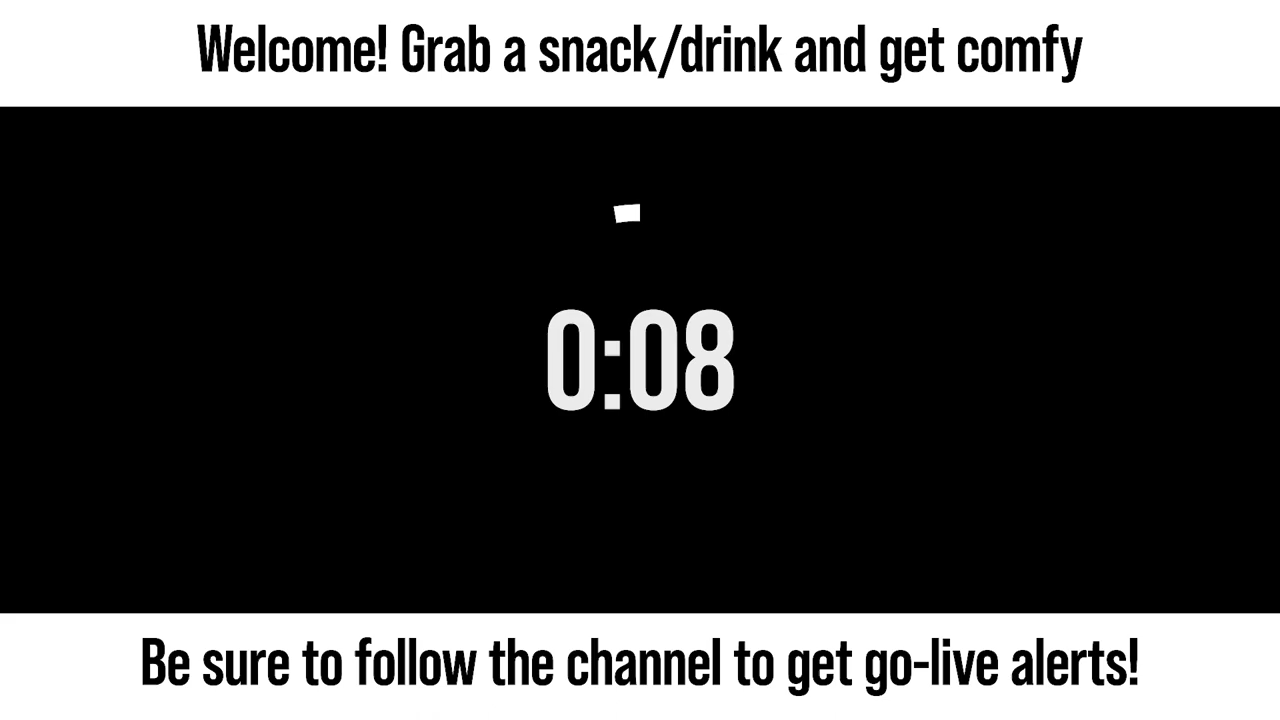 Welcome! Grab a snack/drink and get comfy
0:08
Be sure to follow the channel to get go-live alerts!